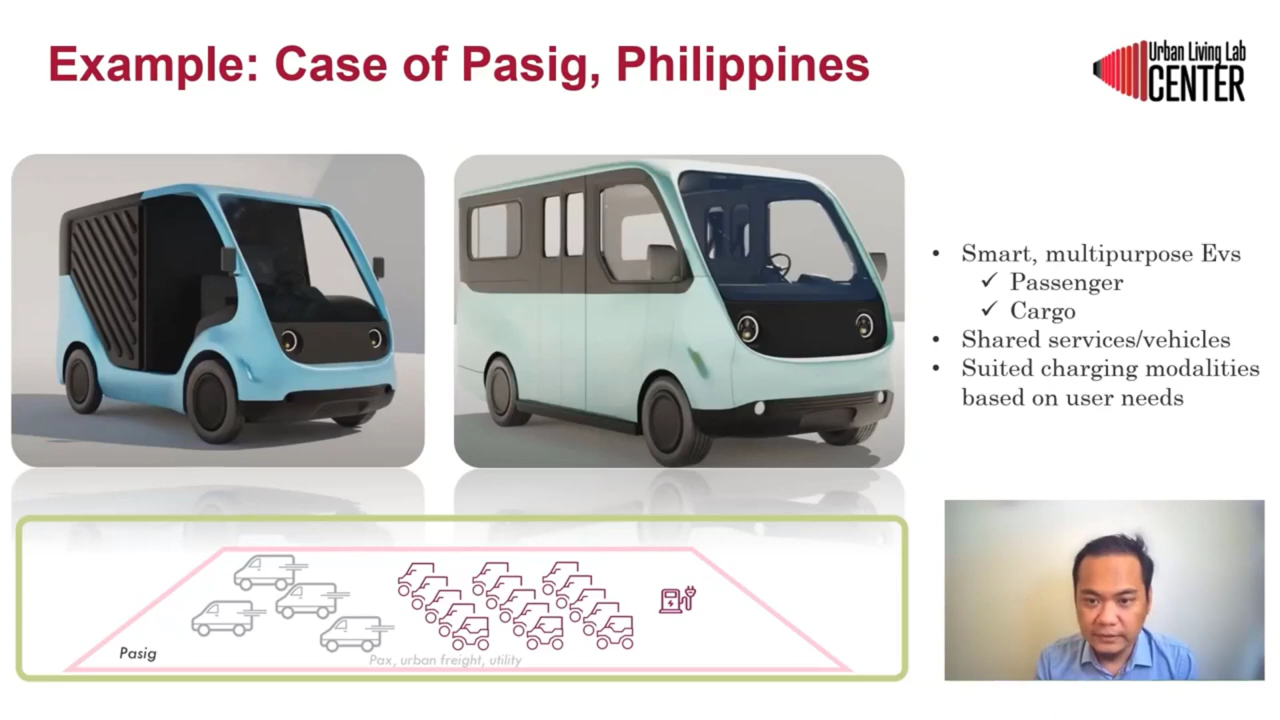 Example: Case of Pasig, Philippines
Urban Living Lab
CENTER
• Smart, multipurpose Evs
✓ Passenger
✓ Cargo
• Shared services/vehicles
• Suited charging modalities
based on user needs
Pasig
Pax, urban freight, utility